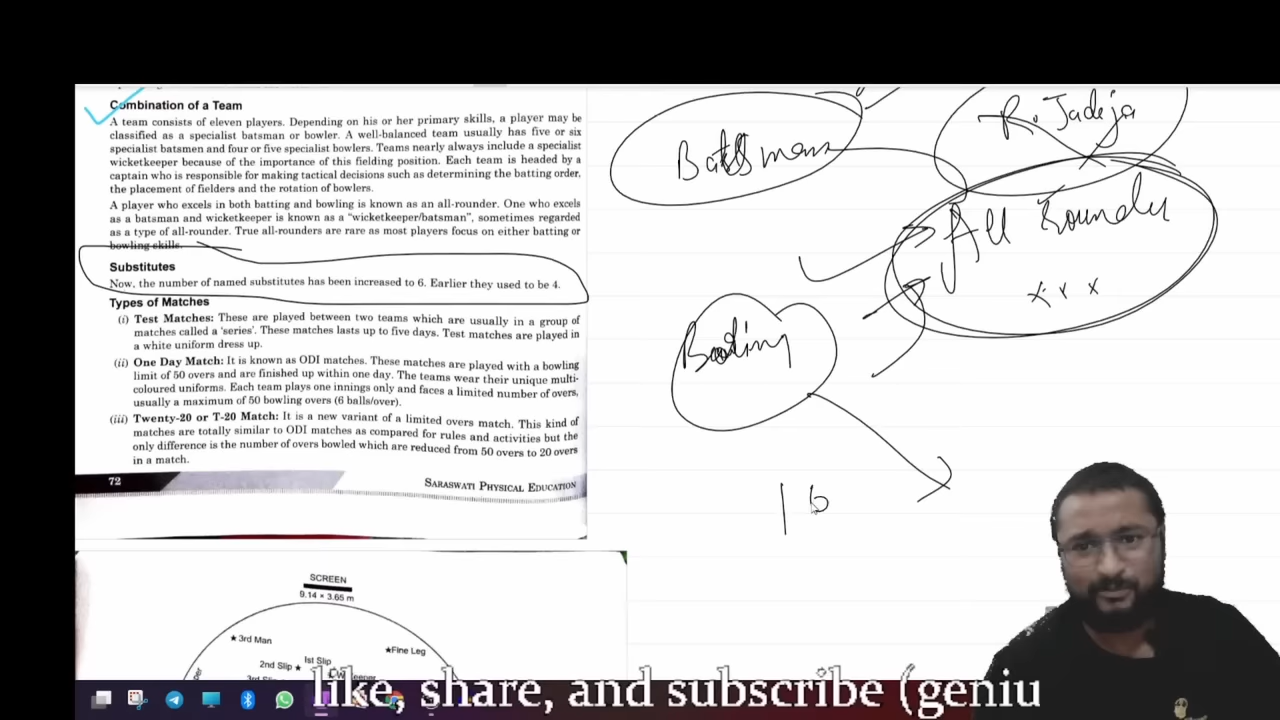 Combination of a Team
A team consists of eleven players. Depending on his or her primary skills, a player may be
classified as a specialist batsman or bowler. A well-balanced team usually has five or six
specialist batsmen and four or five specialist bowlers. Teams nearly always include a specialist
wicketkeeper because of the importance of this fielding position. Each team is headed by a
captain who is responsible for making tactical decisions such as determining the batting order,
the placement of fielders and the rotation of bowlers.
A player who excels in both batting and bowling is known as an all-rounder. One who excels
as a batsman and wicketkeeper is known as a "wicketkeeper/batsman", sometimes regarded
as a type of all-rounder. True all-rounders are rare as most players focus on either batting or
bowling skills.
Substitutes
Now, the number of named substitutes has been increased to 6. Earlier they used to be 4.
Types of Matches
(i) Test Matches: These are played between two teams which are usually in a group of
matches called a 'series'. These matches lasts up to five days. Test matches are played in
a white uniform dress up.
(ii) One Day Match: It is known as ODI matches. These matches are played with a bowling
limit of 50 overs and are finished up within one day. The teams wear their unique multi-
coloured uniforms. Each team plays one innings only and faces a limited number of overs,
usually a maximum of 50 bowling overs (6 balls/over).
(iii) Twenty-20 or T-20 Match: It is a new variant of a limited overs match. This kind of
matches are totally similar to ODI matches as compared for rules and activities but the
only difference is the number of overs bowled which are reduced from 50 overs to 20 overs
in a match.
72
SARASWATI PHYSICAL EDUCATION
R. Jadeja
Batsman
All Rounder
x x x
16
SCREEN
9.14 × 3.65 m
3rd Man
Fine Leg
1st Slip
2nd Slip
like, share, and subscribe (geniu